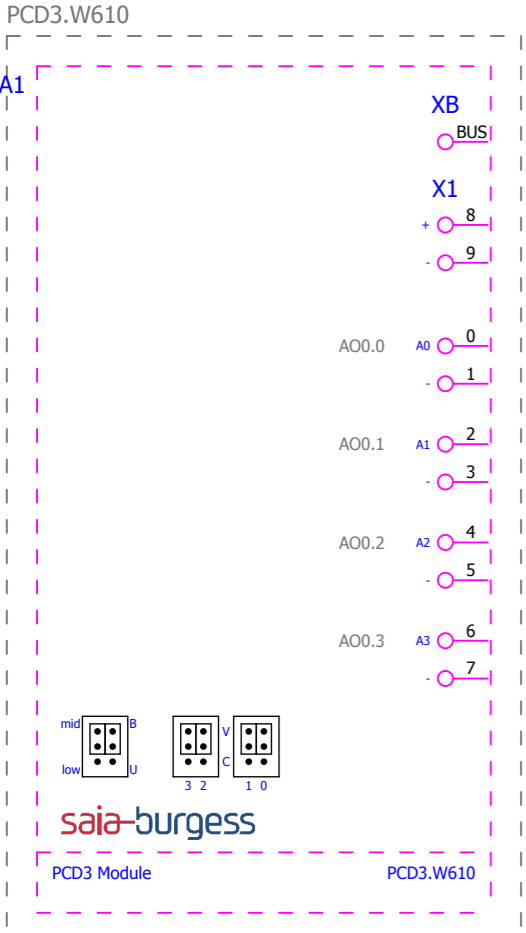 PCD3.W610
A1
XB
BUS
X1
+ 8
- 9
AO0.0 A0 0
- 1
AO0.1 A1 2
- 3
AO0.2 A2 4
- 5
AO0.3 A3 6
- 7
mid B V
low U C
3 2 1 0
saia-burgess
PCD3 Module PCD3.W610